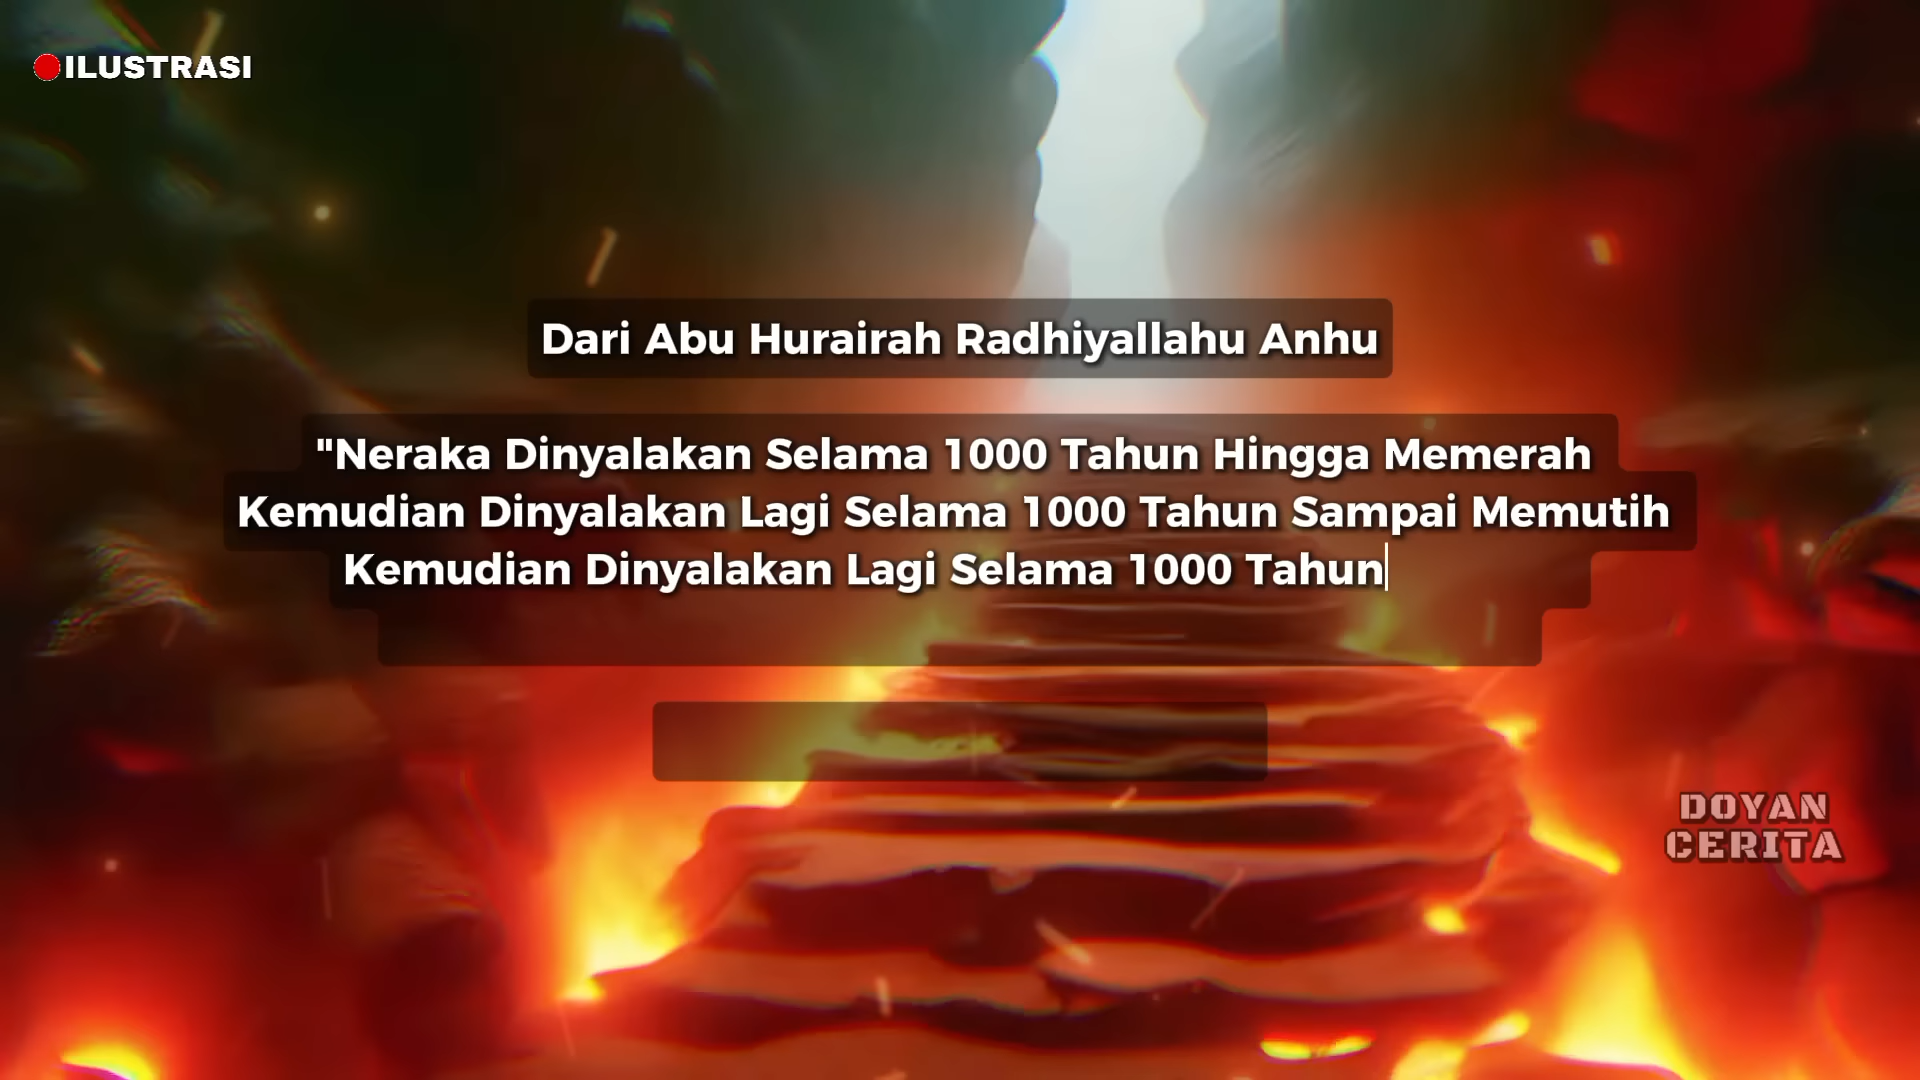 ILUSTRASI
Dari Abu Hurairah Radhiyallahu Anhu
"Neraka Dinyalakan Selama 1000 Tahun Hingga Memerah
Kemudian Dinyalakan Lagi Selama 1000 Tahun Sampai Memutih
Kemudian Dinyalakan Lagi Selama 1000 Tahun
DOYAN
CERITA